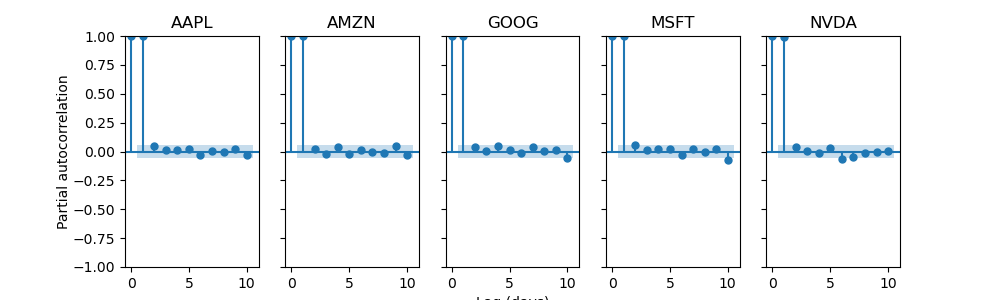 AAPL AMZN GOOG MSFT NVDA
Partial autocorrelation
1.00
0.75
0.50
0.25
0.00
−0.25
−0.50
−0.75
−1.00
0 5 10 0 5 10 0 5 10 0 5 10 0 5 10
Lag (days)